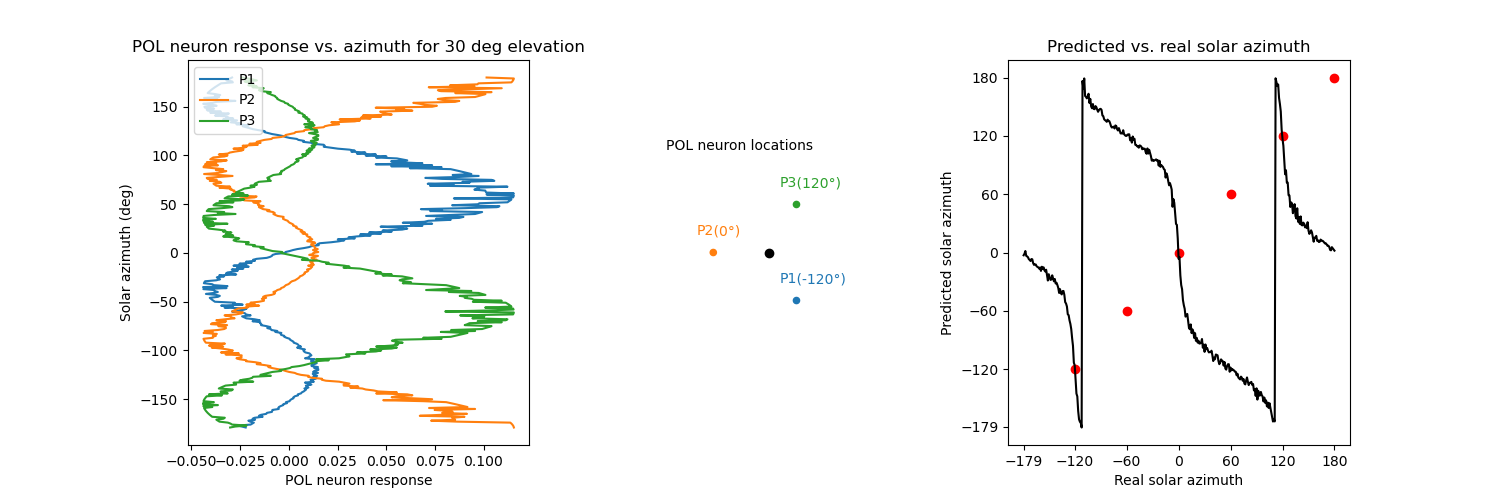 POL neuron response vs. azimuth for 30 deg elevation
P1
P2
P3
150
100
50
0
−50
−100
−150
Solar azimuth (deg)
−0.050 −0.025 0.000 0.025 0.050 0.075 0.100
POL neuron response
POL neuron locations
P3(120°)
P2(0°)
P1(-120°)
Predicted vs. real solar azimuth
180
120
60
0
−60
−120
−179
Predicted solar azimuth
−179 −120 −60 0 60 120 180
Real solar azimuth